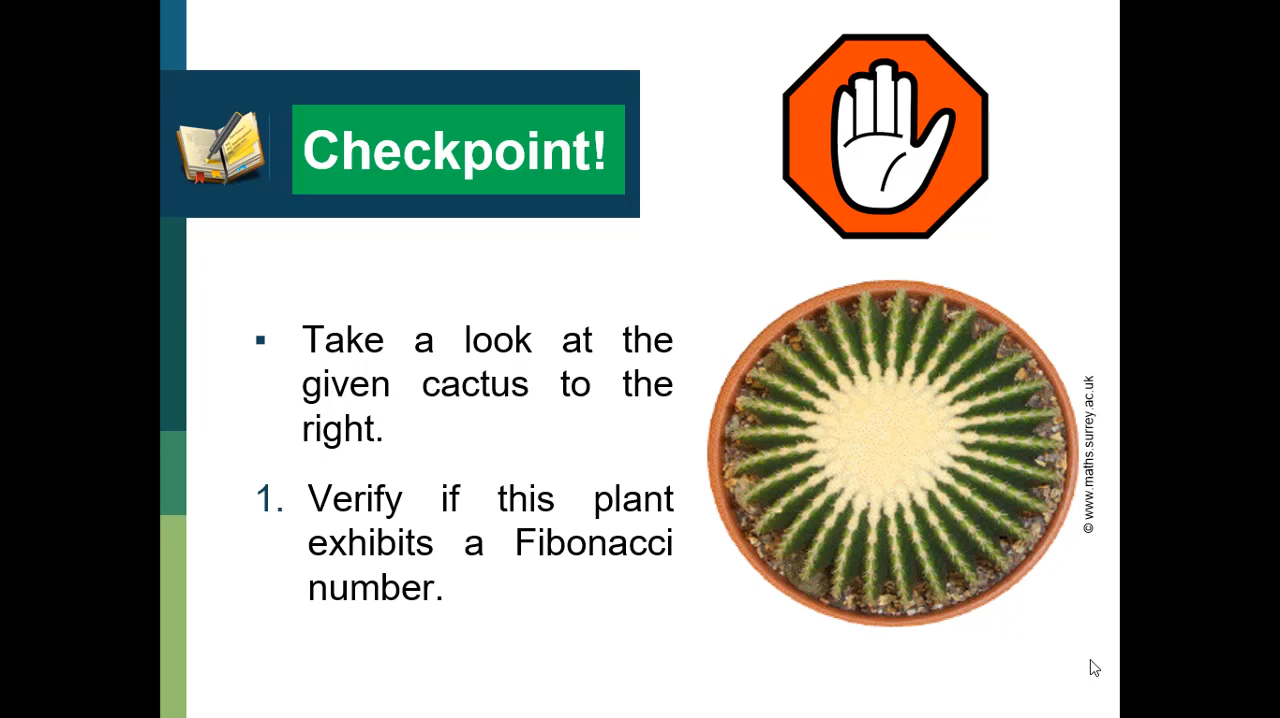 Checkpoint!
▪ Take a look at the
given cactus to the
right.
1. Verify if this plant
exhibits a Fibonacci
number.
© www.maths.surrey.ac.uk